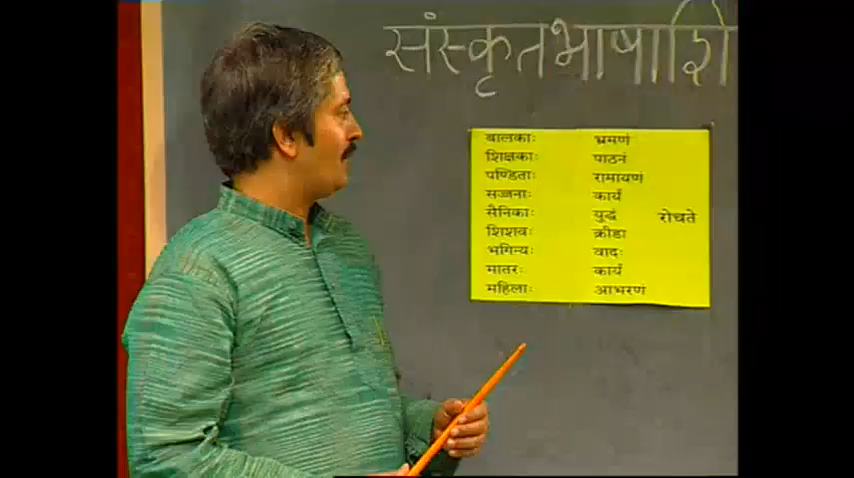 संस्कृतभाषाशि
बालकाः भ्रमणं
शिक्षकाः पाठनं
पण्डिताः रामायणं
सज्जनाः कार्यं
सैनिकाः युद्धं रोचते
शिशवः क्रीडा
भगिन्यः वादः
मातरः कार्यं
महिलाः आभरणं